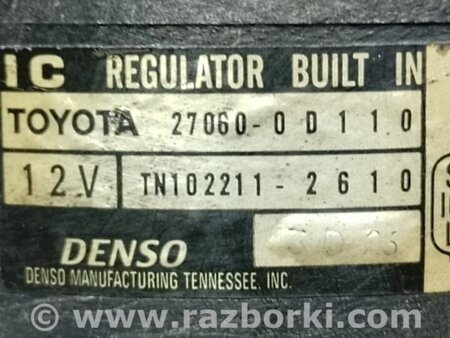 IC REGULATOR BUILT IN
TOYOTA 27060-0D110
12V TN102211-2610
DENSO
DENSO MANUFACTURING TENNESSEE, INC.
www.razborki.com